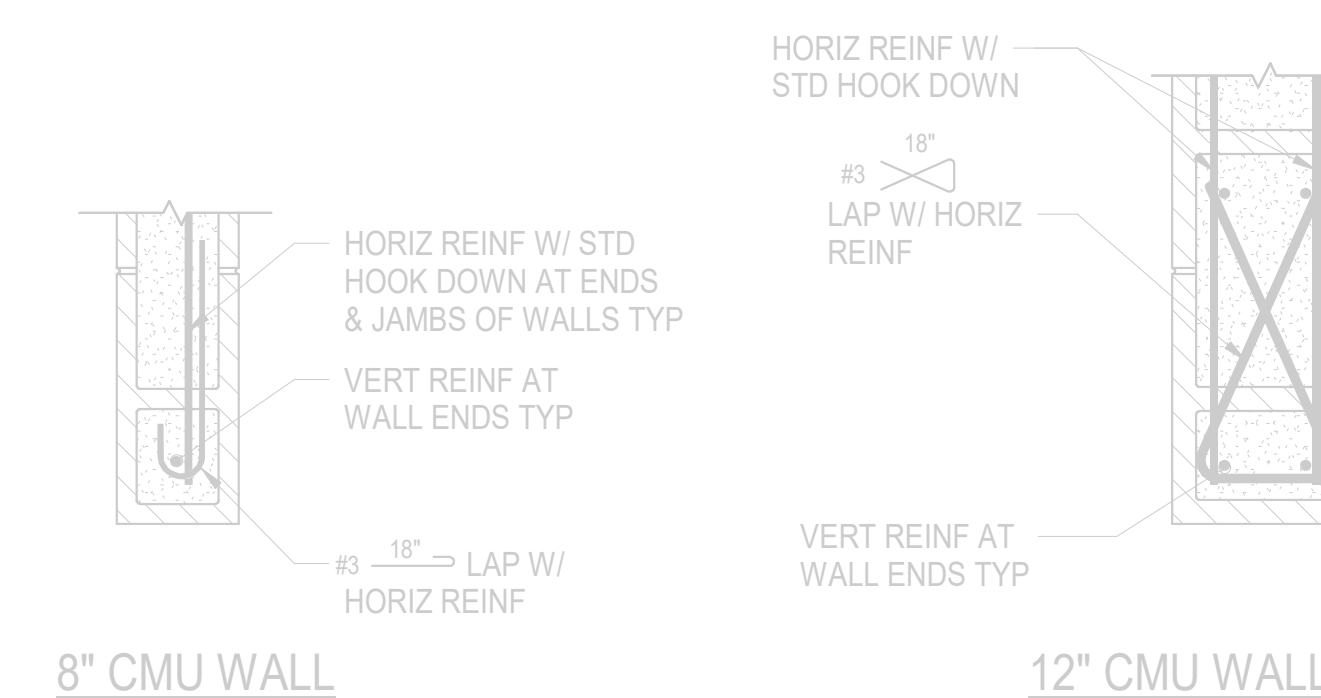 HORIZ REINF W/ STD
HOOK DOWN AT ENDS
& JAMBS OF WALLS TYP
VERT REINF AT
WALL ENDS TYP
#3 18" LAP W/
HORIZ REINF
8" CMU WALL
HORIZ REINF W/
STD HOOK DOWN
18"
#3
LAP W/ HORIZ
REINF
VERT REINF AT
WALL ENDS TYP
12" CMU WALL